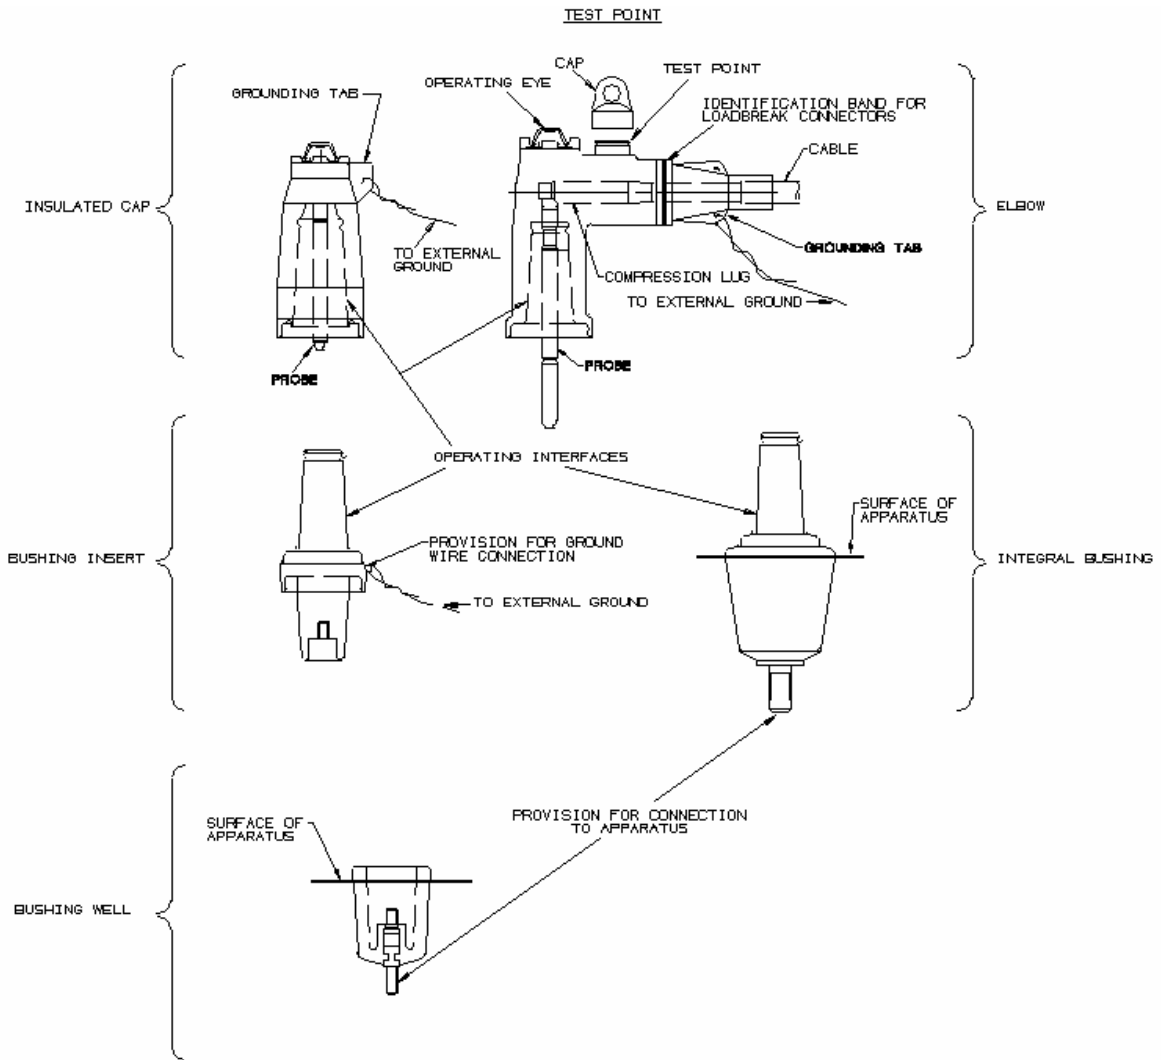 TEST POINT
CAP
TEST POINT
OPERATING EYE
GROUNDING TAB
IDENTIFICATION BAND FOR
LOADBREAK CONNECTORS
CABLE
INSULATED CAP
ELBOW
TO EXTERNAL
GROUND
GROUNDING TAB
COMPRESSION LUG
TO EXTERNAL GROUND
PROBE
PROBE
OPERATING INTERFACES
SURFACE OF
APPARATUS
PROVISION FOR GROUND
WIRE CONNECTION
BUSHING INSERT
INTEGRAL BUSHING
TO EXTERNAL GROUND
PROVISION FOR CONNECTION
TO APPARATUS
SURFACE OF
APPARATUS
BUSHING WELL